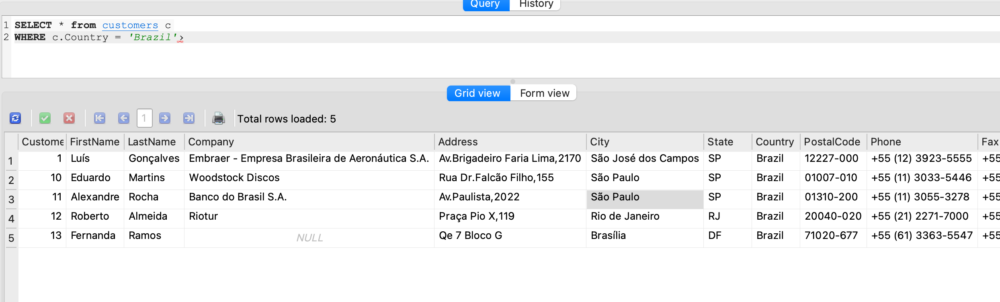 Query History
1 SELECT * from customers c
2 WHERE c.Country = 'Brazil'›
Grid view Form view
1 Total rows loaded: 5
Custome FirstName LastName Company Address City State Country PostalCode Phone Fax
1 1 Luís Gonçalves Embraer - Empresa Brasileira de Aeronáutica S.A. Av.Brigadeiro Faria Lima,2170 São José dos Campos SP Brazil 12227-000 +55 (12) 3923-5555 +55
2 10 Eduardo Martins Woodstock Discos Rua Dr.Falcão Filho,155 São Paulo SP Brazil 01007-010 +55 (11) 3033-5446 +55
3 11 Alexandre Rocha Banco do Brasil S.A. Av.Paulista,2022 São Paulo SP Brazil 01310-200 +55 (11) 3055-3278 +55
4 12 Roberto Almeida Riotur Praça Pio X,119 Rio de Janeiro RJ Brazil 20040-020 +55 (21) 2271-7000 +55
5 13 Fernanda Ramos NULL Qe 7 Bloco G Brasília DF Brazil 71020-677 +55 (61) 3363-5547 +55